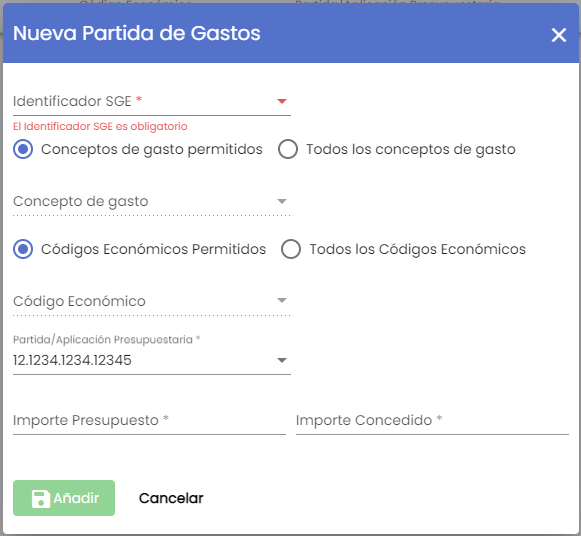 Nueva Partida de Gastos
Identificador SGE *
El Identificador SGE es obligatorio
Conceptos de gasto permitidos Todos los conceptos de gasto
Concepto de gasto
Códigos Económicos Permitidos Todos los Códigos Económicos
Código Económico
Partida/Aplicación Presupuestaria *
12.1234.1234.12345
Importe Presupuesto * Importe Concedido *
Añadir Cancelar